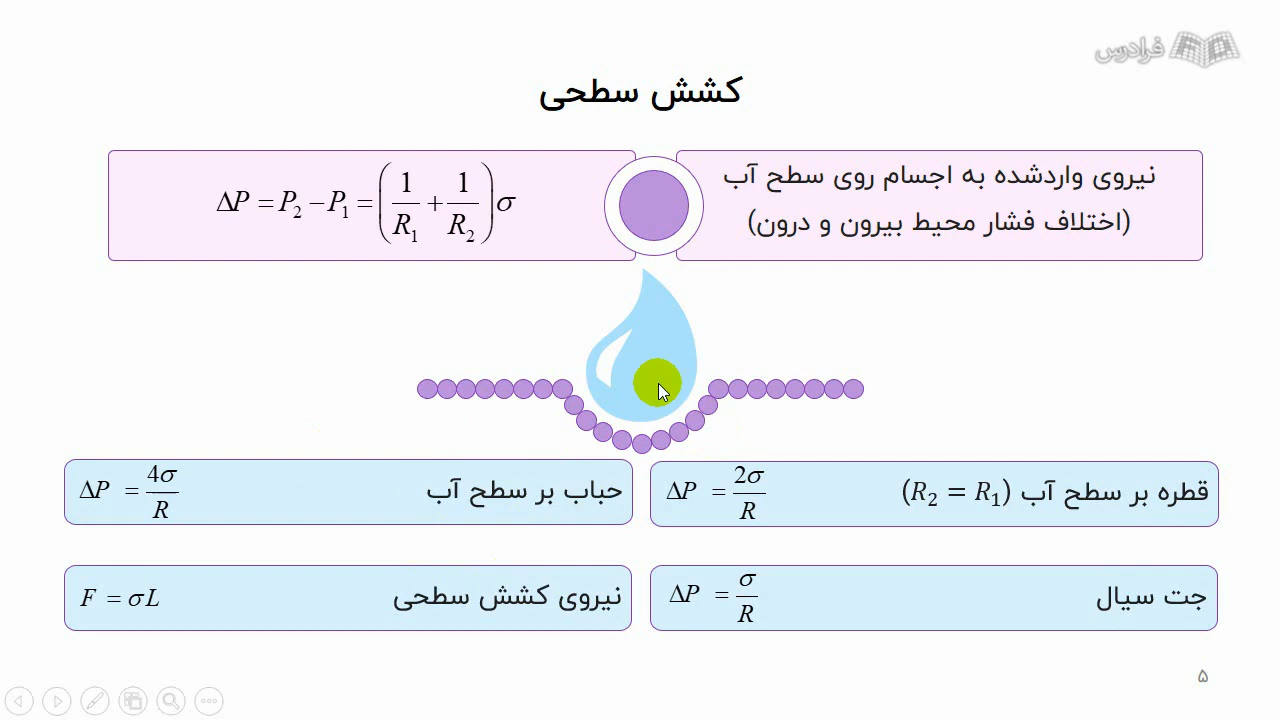 فرادرس
کشش سطحی
نیروی واردشده به اجسام روی سطح آب
(اختلاف فشار محیط بیرون و درون)
ΔP = P₂ − P₁ = (1/R₁ + 1/R₂)σ
قطره بر سطح آب (R₂ = R₁) ΔP = 2σ/R
حباب بر سطح آب ΔP = 4σ/R
جت سیال ΔP = σ/R
نیروی کشش سطحی F = σL
۵